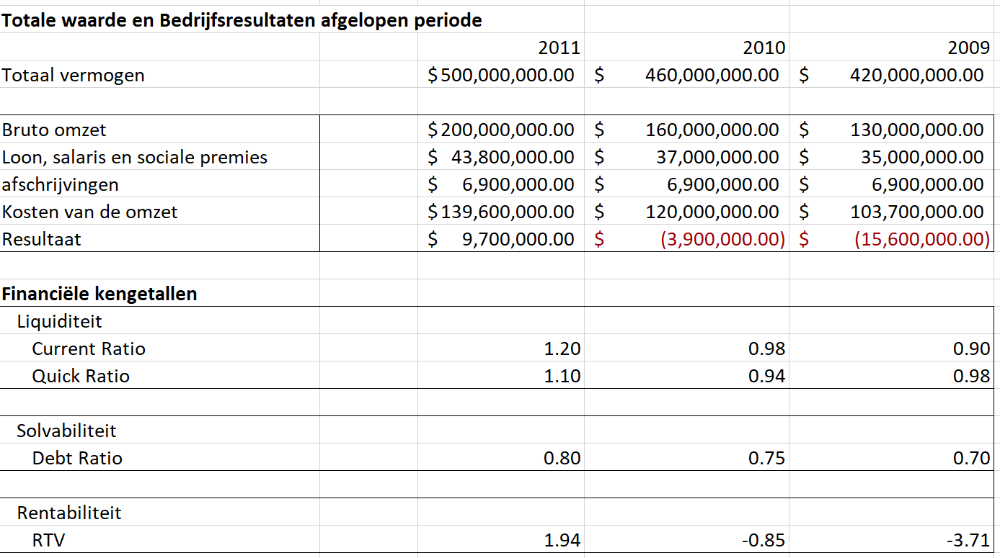 Totale waarde en Bedrijfsresultaten afgelopen periode
2011 2010 2009
Totaal vermogen $ 500,000,000.00 $ 460,000,000.00 $ 420,000,000.00
Bruto omzet $ 200,000,000.00 $ 160,000,000.00 $ 130,000,000.00
Loon, salaris en sociale premies $ 43,800,000.00 $ 37,000,000.00 $ 35,000,000.00
afschrijvingen $ 6,900,000.00 $ 6,900,000.00 $ 6,900,000.00
Kosten van de omzet $ 139,600,000.00 $ 120,000,000.00 $ 103,700,000.00
Resultaat $ 9,700,000.00 $ (3,900,000.00) $ (15,600,000.00)
Financiële kengetallen
Liquiditeit
Current Ratio 1.20 0.98 0.90
Quick Ratio 1.10 0.94 0.98
Solvabiliteit
Debt Ratio 0.80 0.75 0.70
Rentabiliteit
RTV 1.94 -0.85 -3.71